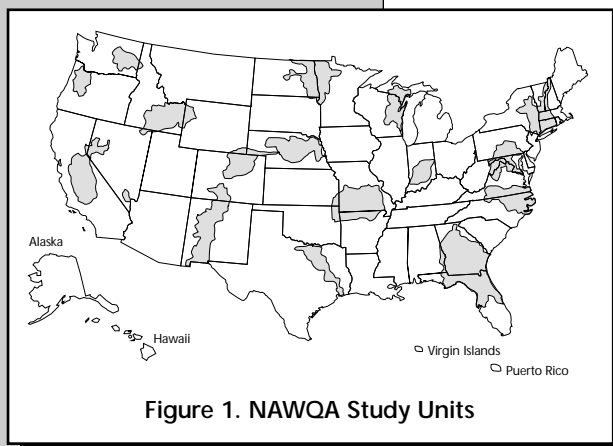 Alaska
Hawaii
Virgin Islands
Puerto Rico
Figure 1. NAWQA Study Units